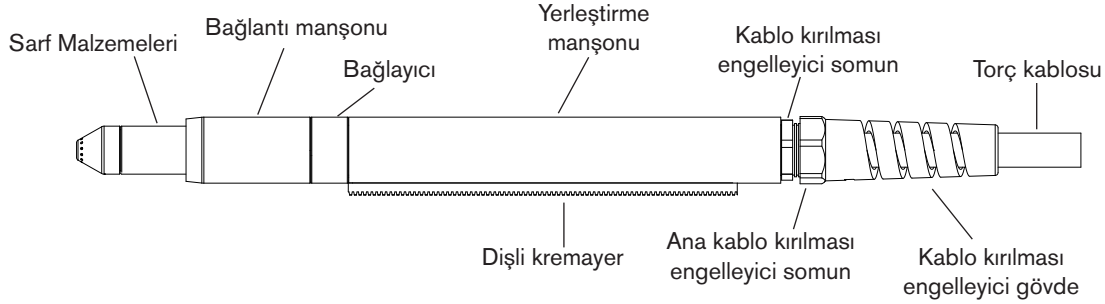 Sarf Malzemeleri
Bağlantı manşonu
Bağlayıcı
Yerleştirme
manşonu
Kablo kırılması
engelleyici somun
Torç kablosu
Dişli kremayer
Ana kablo kırılması
engelleyici somun
Kablo kırılması
engelleyici gövde